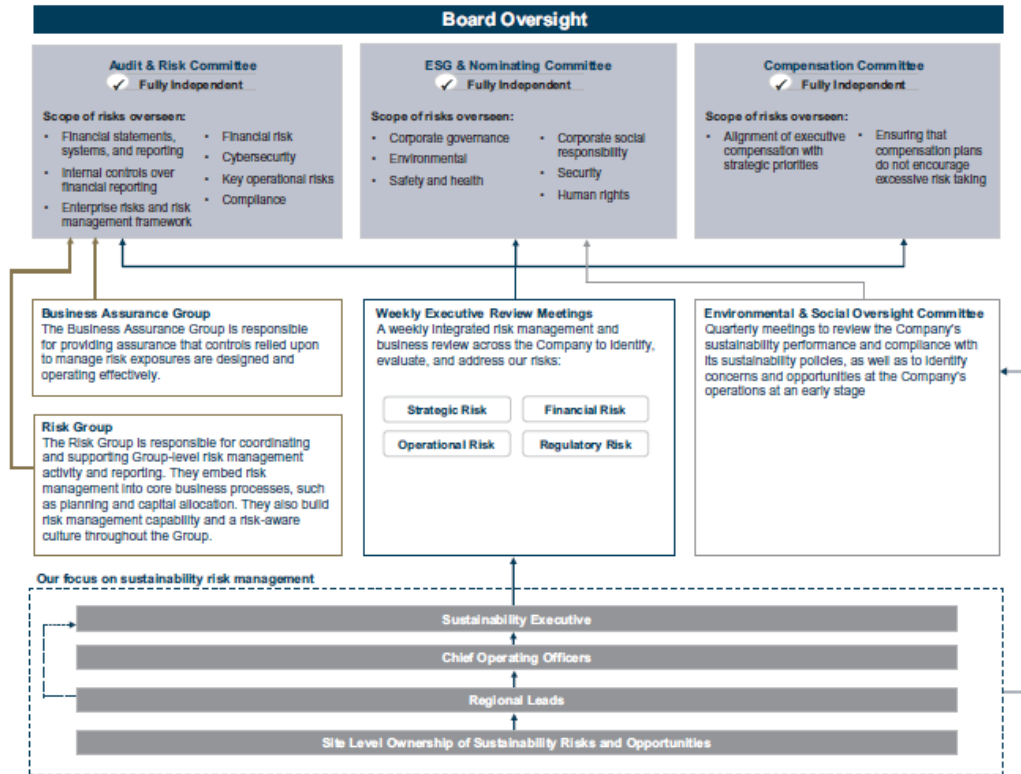 Board Oversight
Audit & Risk Committee
✓ Fully Independent
Scope of risks overseen:
• Financial statements,
systems, and reporting
• Internal controls over
financial reporting
• Enterprise risks and risk
management framework
• Financial risk
• Cybersecurity
• Key operational risks
• Compliance
ESG & Nominating Committee
✓ Fully Independent
Scope of risks overseen:
• Corporate governance
• Environmental
• Safety and health
• Corporate social
responsibility
• Security
• Human rights
Compensation Committee
✓ Fully Independent
Scope of risks overseen:
• Alignment of executive
compensation with
strategic priorities
• Ensuring that
compensation plans
do not encourage
excessive risk taking
Business Assurance Group
The Business Assurance Group is responsible
for providing assurance that controls relied upon
to manage risk exposures are designed and
operating effectively.
Risk Group
The Risk Group is responsible for coordinating
and supporting Group-level risk management
activity and reporting. They embed risk
management into core business processes, such
as planning and capital allocation. They also build
risk management capability and a risk-aware
culture throughout the Group.
Weekly Executive Review Meetings
A weekly integrated risk management and
business review across the Company to identify,
evaluate, and address our risks:
Strategic Risk
Financial Risk
Operational Risk
Regulatory Risk
Environmental & Social Oversight Committee
Quarterly meetings to review the Company's
sustainability performance and compliance with
its sustainability policies, as well as to identify
concerns and opportunities at the Company's
operations at an early stage
Our focus on sustainability risk management
Sustainability Executive
Chief Operating Officers
Regional Leads
Site Level Ownership of Sustainability Risks and Opportunities